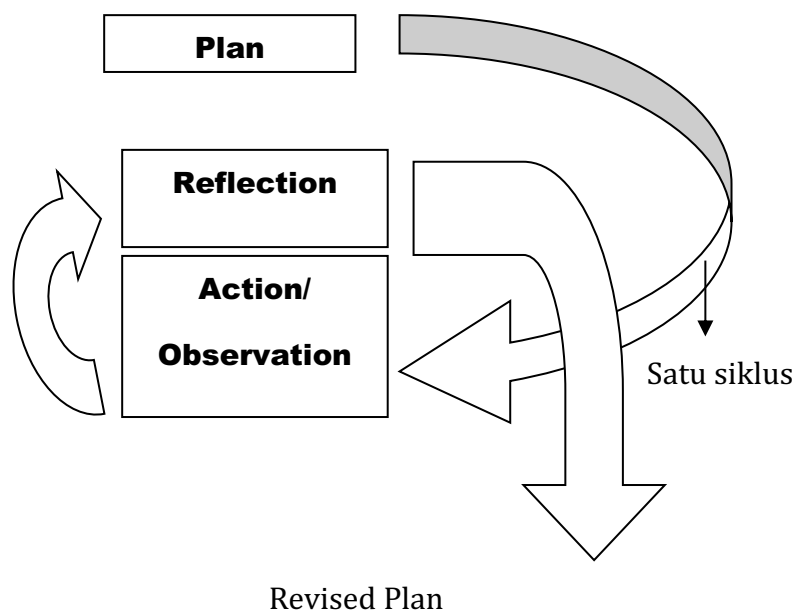 Plan
Reflection
Action/
Observation
Satu siklus
Revised Plan